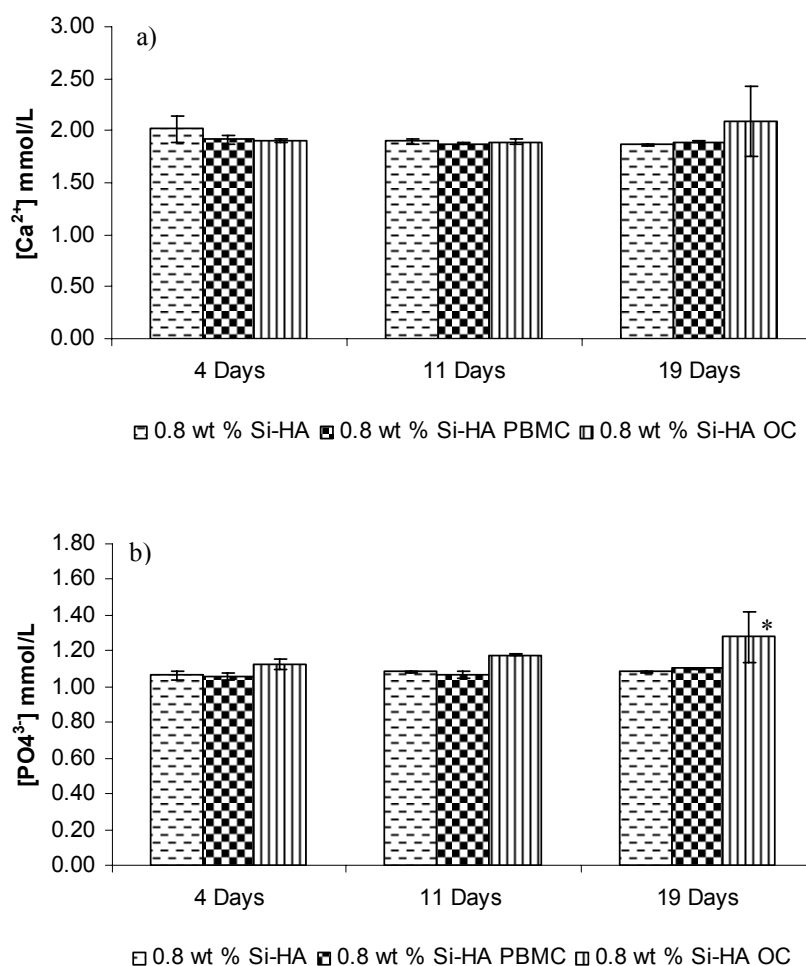 a)
3.00
2.50
2.00
1.50
1.00
0.50
0.00
[Ca2+] mmol/L
4 Days 11 Days 19 Days
0.8 wt % Si-HA 0.8 wt % Si-HA PBMC 0.8 wt % Si-HA OC
b)
1.80
1.60
1.40
1.20
1.00
0.80
0.60
0.40
0.20
0.00
[PO43-] mmol/L
*
4 Days 11 Days 19 Days
0.8 wt % Si-HA 0.8 wt % Si-HA PBMC 0.8 wt % Si-HA OC